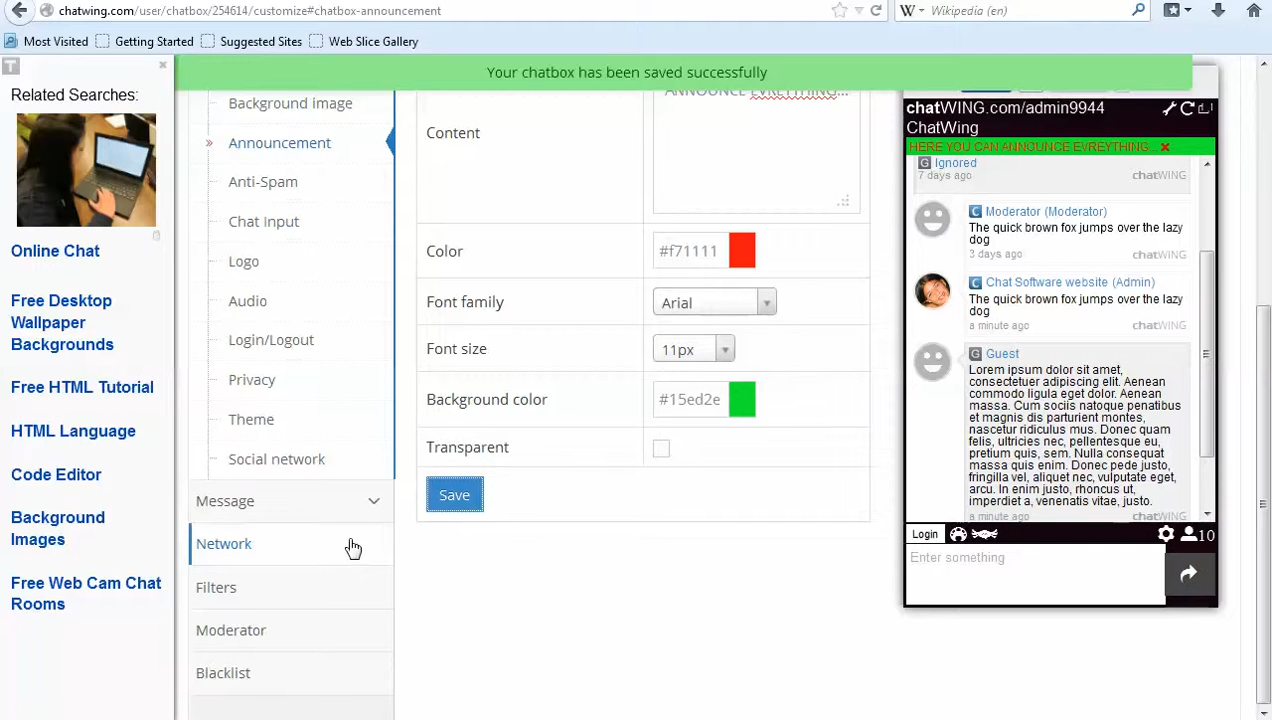 chatwing.com/user/chatbox/254614/customize#chatbox-announcement
Wikipedia (en)
Most Visited
Getting Started
Suggested Sites
Web Slice Gallery
T
Related Searches:
Online Chat
Free Desktop
Wallpaper
Backgrounds
Free HTML Tutorial
HTML Language
Code Editor
Background
Images
Free Web Cam Chat
Rooms
Your chatbox has been saved successfully
Background image
Announcement
Anti-Spam
Chat Input
Logo
Audio
Login/Logout
Privacy
Theme
Social network
Message
Network
Filters
Moderator
Blacklist
ANNOUNCE EVREYTHING...
Content
Color
#f71111
Font family
Arial
Font size
11px
Background color
#15ed2e
Transparent
Save
chatWING.com/admin9944
ChatWing
HERE YOU CAN ANNOUNCE EVREYTHING...
G Ignored
7 days ago chatWING
C Moderator (Moderator)
The quick brown fox jumps over the lazy
dog
3 days ago chatWING
C Chat Software website (Admin)
The quick brown fox jumps over the lazy
dog
a minute ago chatWING
G Guest
Lorem ipsum dolor sit amet,
consectetuer adipiscing elit. Aenean
commodo ligula eget dolor. Aenean
massa. Cum sociis natoque penatibus
et magnis dis parturient montes,
nascetur ridiculus mus. Donec quam
felis, ultricies nec, pellentesque eu,
pretium quis, sem. Nulla consequat
massa quis enim. Donec pede justo,
fringilla vel, aliquet nec, vulputate eget,
arcu. In enim justo, rhoncus ut,
imperdiet a, venenatis vitae, justo.
a minute ago chatWING
Login
10
Enter something